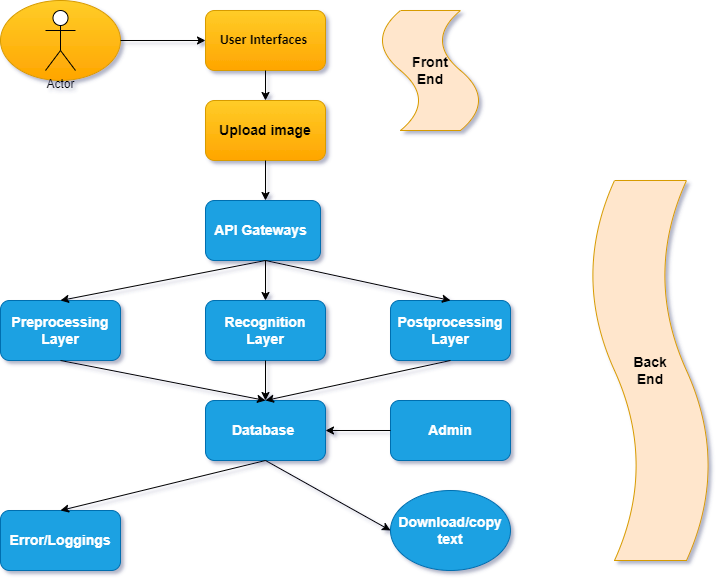 Actor
User Interfaces
Front
End
Upload image
API Gateways
Preprocessing
Layer
Recognition
Layer
Postprocessing
Layer
Back
End
Database
Admin
Error/Loggings
Download/copy
text